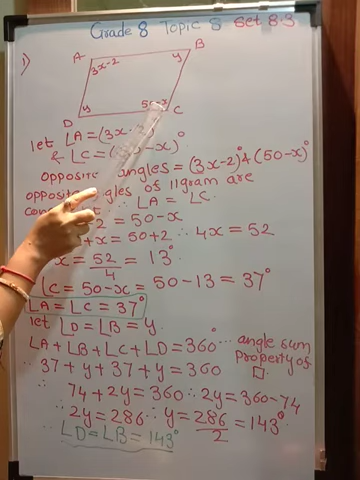 Grade 8 Topic 8 Set 8.3
1)
A
B
3x-2
y
y
50-x
D
C
let ∠A=(3x-
& ∠C=( -x)°
opposite angles = (3x-2)° & (50-x)°
opposite angles of 11gram are
∴ ∠A = ∠C.
2 = 50-x
+x = 50+2 ∴ 4x = 52
x = 52/4 = 13°
∠C = 50-x = 50-13 = 37°
∠A = ∠C = 37°
let ∠D = ∠B = y.
∠A + ∠B + ∠C + ∠D = 360° --- angle sum property of □.
∴ 37 + y + 37 + y = 360
∴ 74 + 2y = 360 ∴ 2y = 360-74
∴ 2y = 286 ∴ y = 286/2 = 143°
∴ ∠D = ∠B = 143°